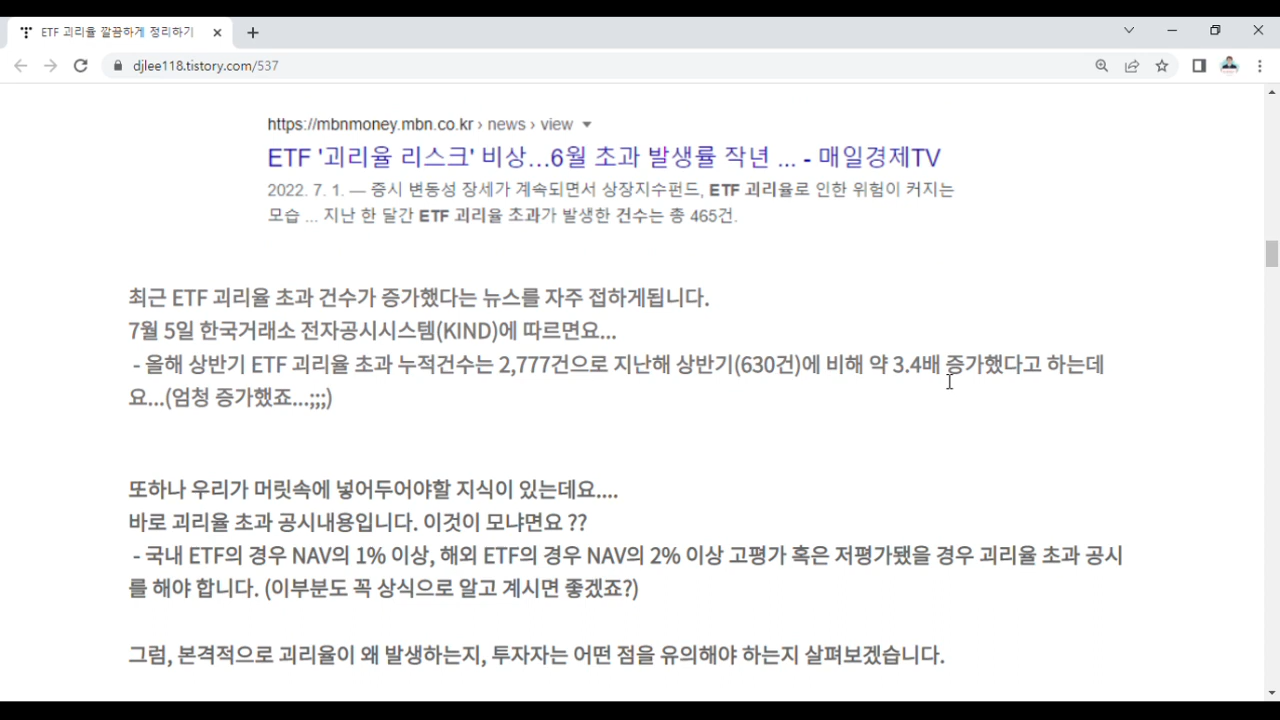 ETF 괴리율 깔끔하게 정리하기
djlee118.tistory.com/537
https://mbnmoney.mbn.co.kr › news › view
ETF '괴리율 리스크' 비상...6월 초과 발생률 작년 ... - 매일경제TV
2022. 7. 1. — 증시 변동성 장세가 계속되면서 상장지수펀드, ETF 괴리율로 인한 위험이 커지는
모습 ... 지난 한 달간 ETF 괴리율 초과가 발생한 건수는 총 465건.
최근 ETF 괴리율 초과 건수가 증가했다는 뉴스를 자주 접하게됩니다.
7월 5일 한국거래소 전자공시시스템(KIND)에 따르면요...
- 올해 상반기 ETF 괴리율 초과 누적건수는 2,777건으로 지난해 상반기(630건)에 비해 약 3.4배 증가했다고 하는데
요...(엄청 증가했죠...;;;)
또하나 우리가 머릿속에 넣어두어야할 지식이 있는데요....
바로 괴리율 초과 공시내용입니다. 이것이 모냐면요 ??
- 국내 ETF의 경우 NAV의 1% 이상, 해외 ETF의 경우 NAV의 2% 이상 고평가 혹은 저평가됐을 경우 괴리율 초과 공시
를 해야 합니다. (이부분도 꼭 상식으로 알고 계시면 좋겠죠?)
그럼, 본격적으로 괴리율이 왜 발생하는지, 투자자는 어떤 점을 유의해야 하는지 살펴보겠습니다.